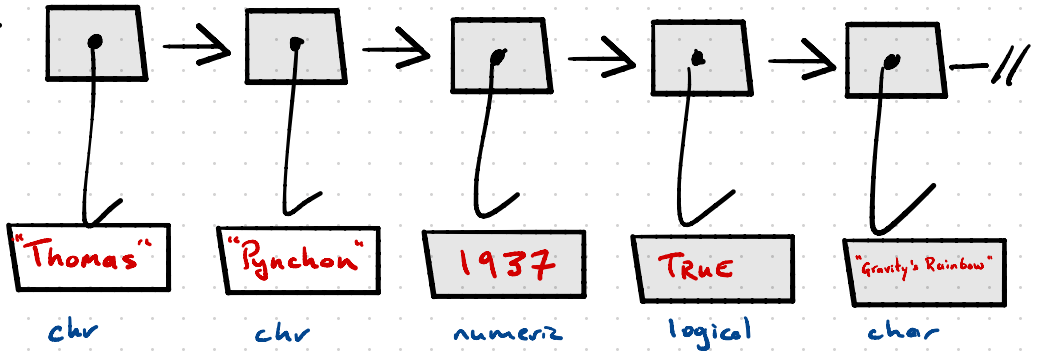 "Thomas" "Pynchon" 1937 TRUE "Gravity's Rainbow"
chr chr numeric logical char